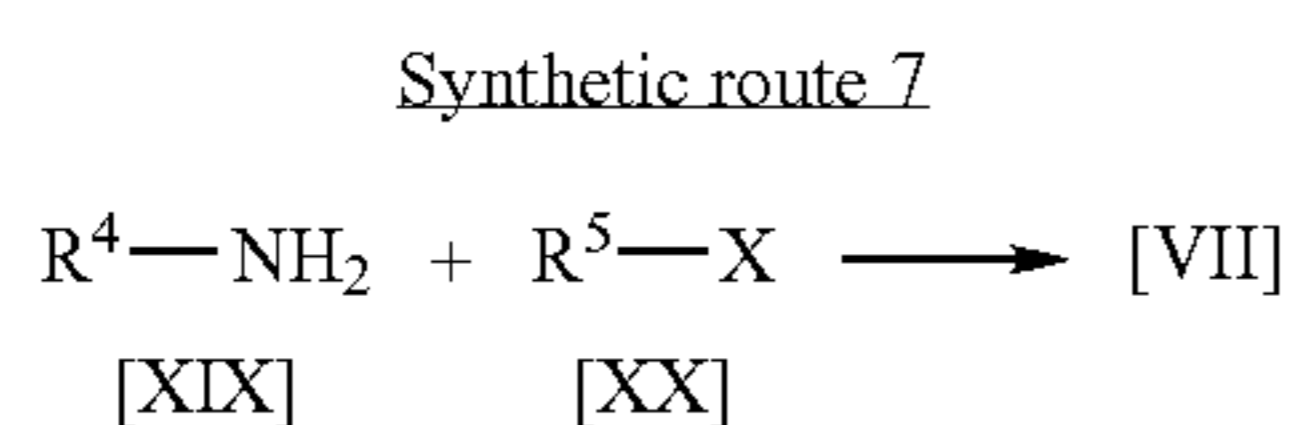 Synthetic route 7
R⁴—NH₂ + R⁵—X ⟶ [VII]
[XIX] [XX]